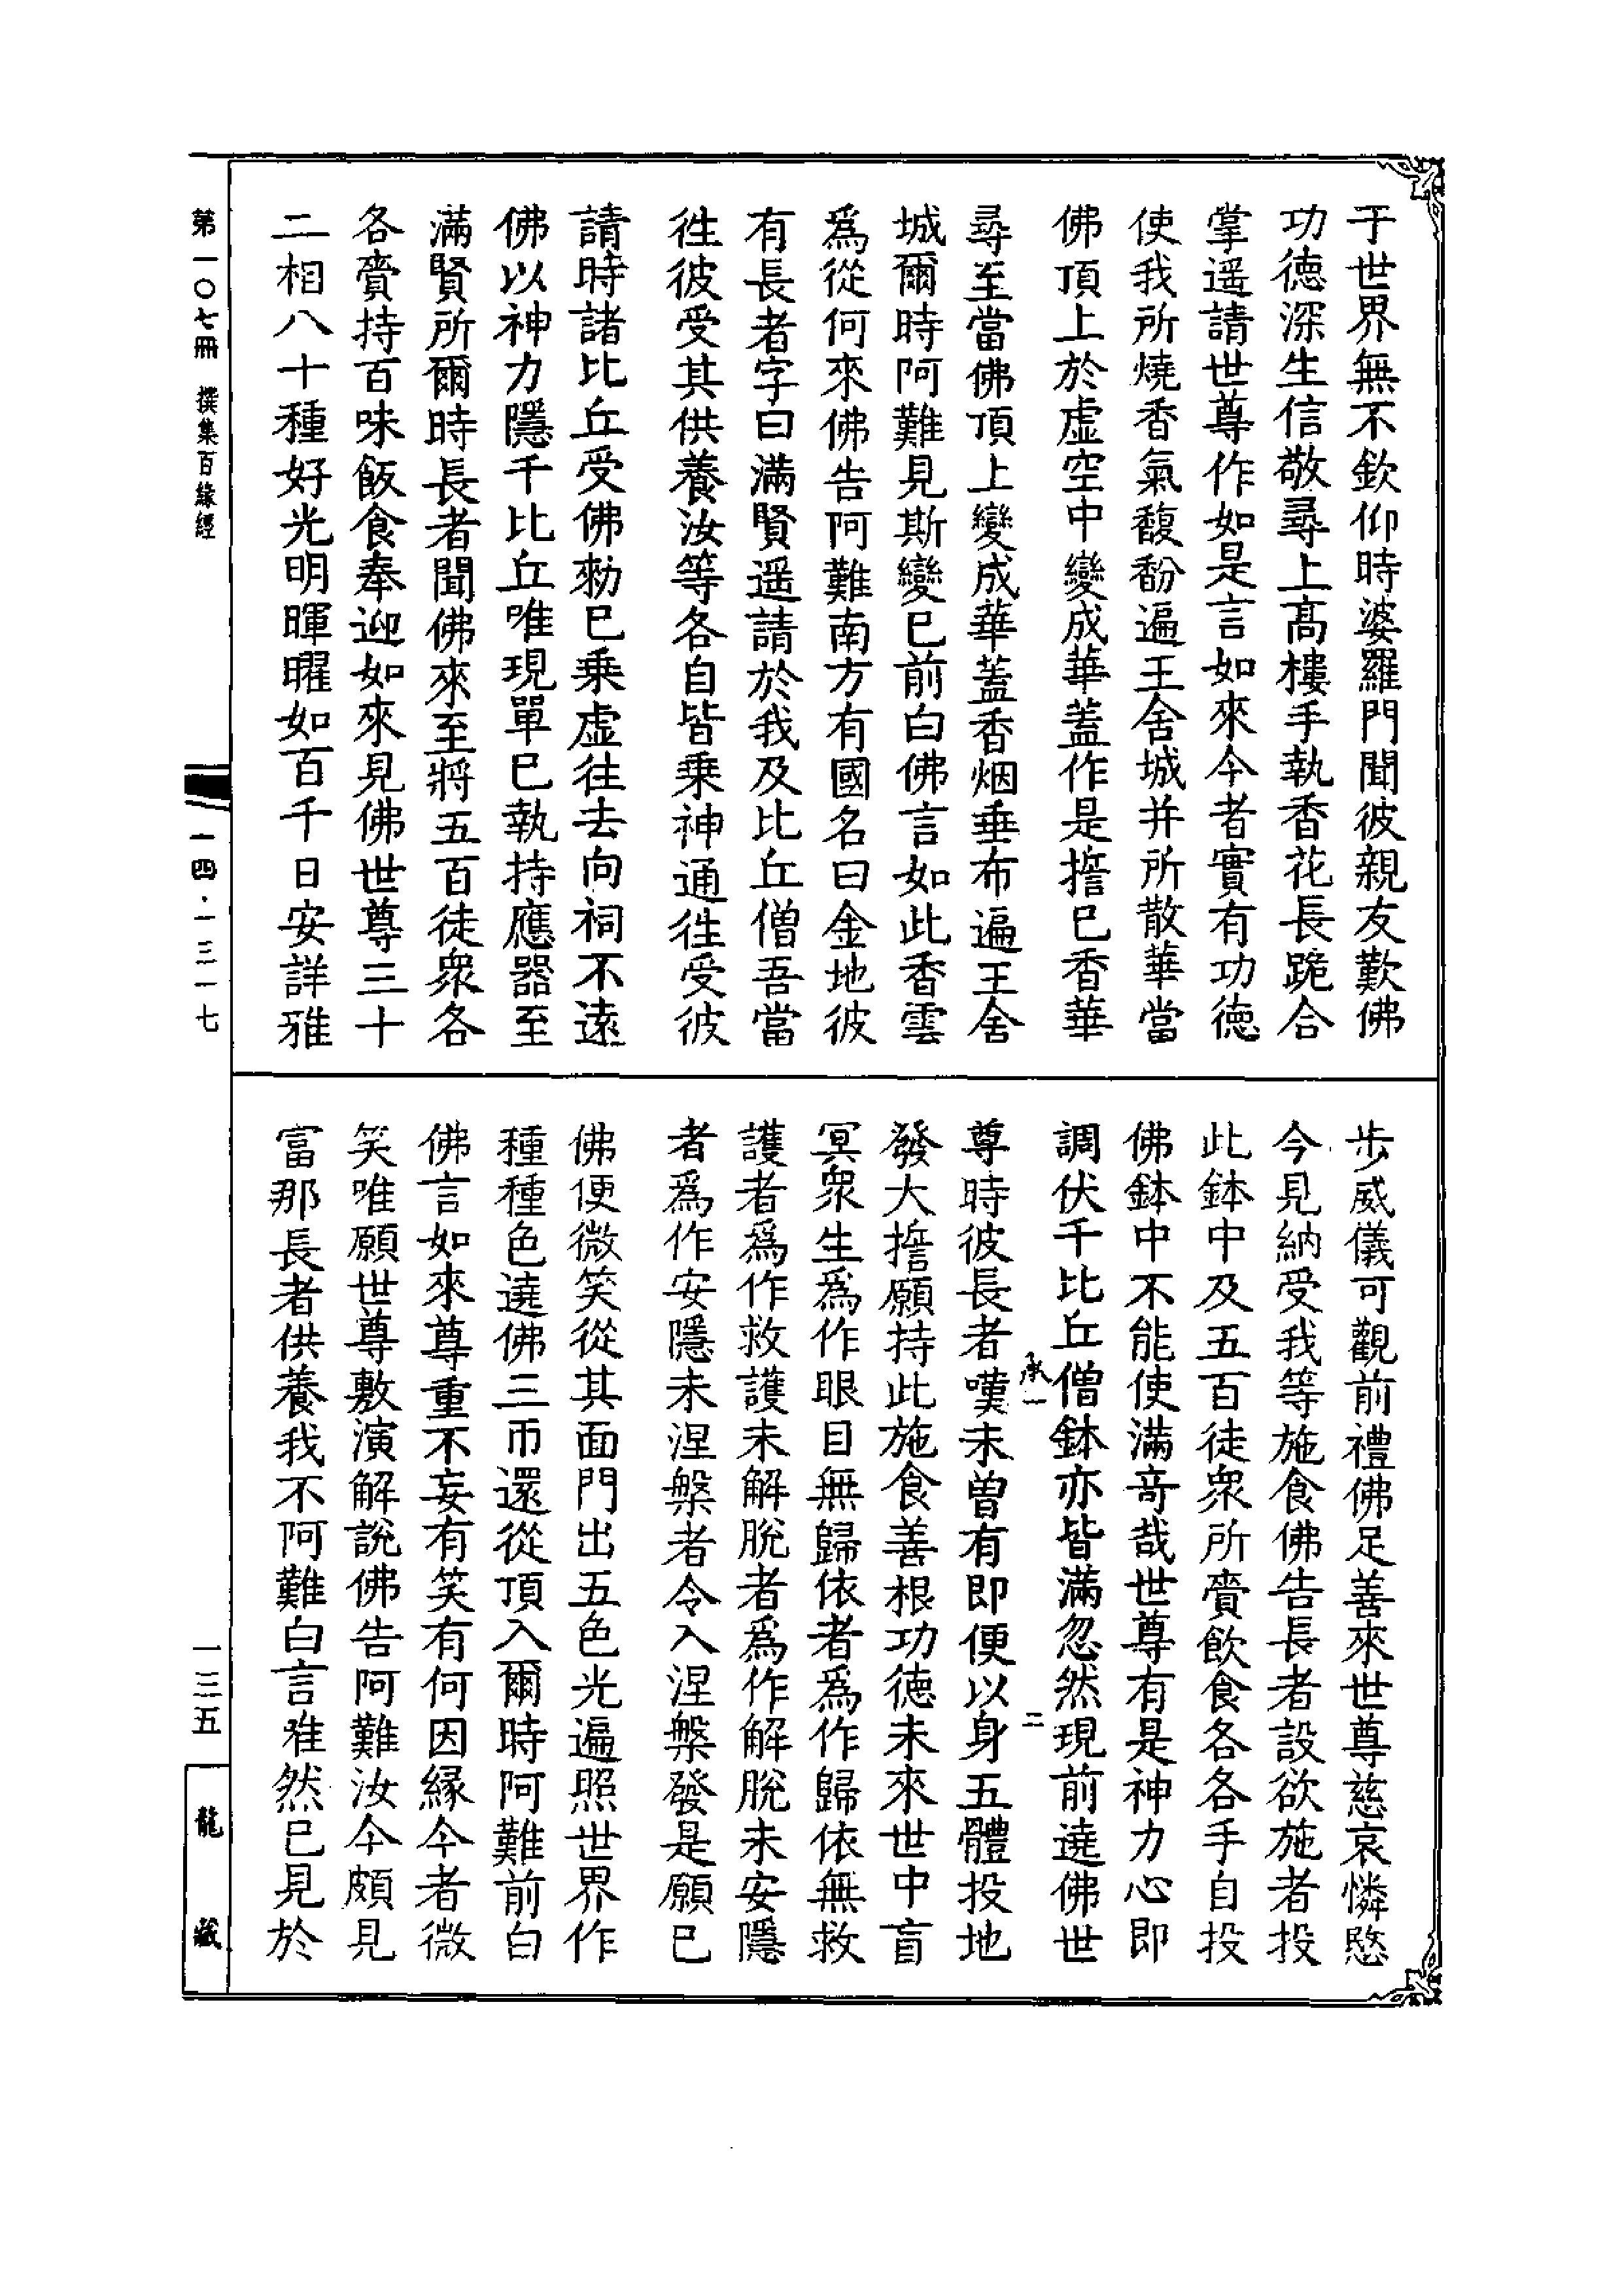 于世界無不欽仰時婆羅門聞彼親友歎佛
功德深生信敬尋上高樓手執香花長跪合
掌遥請世尊作如是言如來今者實有功德
使我所燒香氣馥馚遍王舍城并所散華當
佛頂上於虚空中變成華蓋作是擔巳香華
尋至當佛頂上變成華蓋香烟垂布遍王舍
城爾時阿難見斯變巳前白佛言如此香雲
爲從何來佛告阿難南方有國名曰金地彼
有長者字曰滿賢遥請於我及比丘僧吾當
往彼受其供養汝等各自皆乗神通往受彼
請時諸比丘受佛勑巳乗虚往去向祠不遠
佛以神力隱千比丘唯現單巳執持應器至
滿賢所爾時長者聞佛來至將五百徒衆各
各賫持百味飯食奉迎如來見佛世尊三十
二相八十種好光明暉曜如百千日安詳雅
歩威儀可觀前禮佛足善來世尊慈哀憐愍
今見納受我等施食佛告長者設欲施者投
此鉢中及五百徒衆所賫飲食各各手自投
佛鉢中不能使滿竒哉世尊有是神力心即
調伏千比丘僧鉢亦皆滿忽然現前遶佛世
承一 二
尊時彼長者嘆未曽有即便以身五體投地
發大擔願持此施食善根功德未來世中盲
冥衆生爲作眼目無歸依者爲作歸依無救
護者爲作救護未解脫者爲作解脫未安隱
者爲作安隱未涅槃者令入涅槃發是願巳
佛便微笑從其面門出五色光遍照世界作
種種色遶佛三帀還從頂入爾時阿難前白
佛言如來尊重不妄有笑有何因緣今者微
笑唯願世尊敷演解說佛告阿難汝今頗見
富那長者供養我不阿難白言唯然巳見於
第一〇七冊 撰集百緣經
一四·一三一七
一三五
龍藏